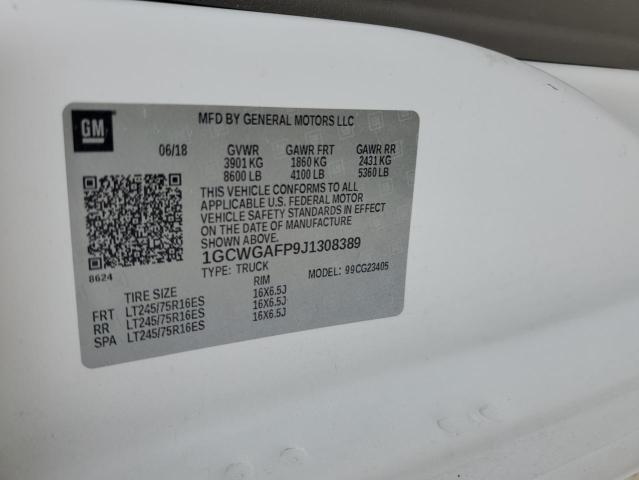 GM
MFD BY GENERAL MOTORS LLC
06/18 GVWR GAWR FRT GAWR RR
3901 KG 1860 KG 2431 KG
8600 LB 4100 LB 5360 LB
THIS VEHICLE CONFORMS TO ALL
APPLICABLE U.S. FEDERAL MOTOR
VEHICLE SAFETY STANDARDS IN EFFECT
ON THE DATE OF MANUFACTURE
SHOWN ABOVE.
8624
1GCWGAFP9J1308389
TYPE: TRUCK MODEL: 99CG23405
TIRE SIZE RIM
FRT LT245/75R16ES 16X6.5J
RR LT245/75R16ES 16X6.5J
SPA LT245/75R16ES 16X6.5J